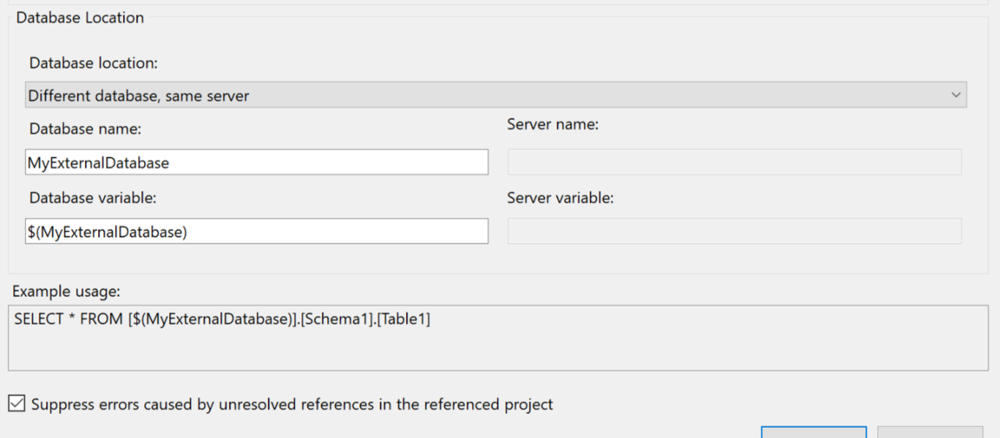 Database Location
Database location:
Different database, same server
Database name:
Server name:
MyExternalDatabase
Database variable:
Server variable:
$(MyExternalDatabase)
Example usage:
SELECT * FROM [$(MyExternalDatabase)].[Schema1].[Table1]
Suppress errors caused by unresolved references in the referenced project